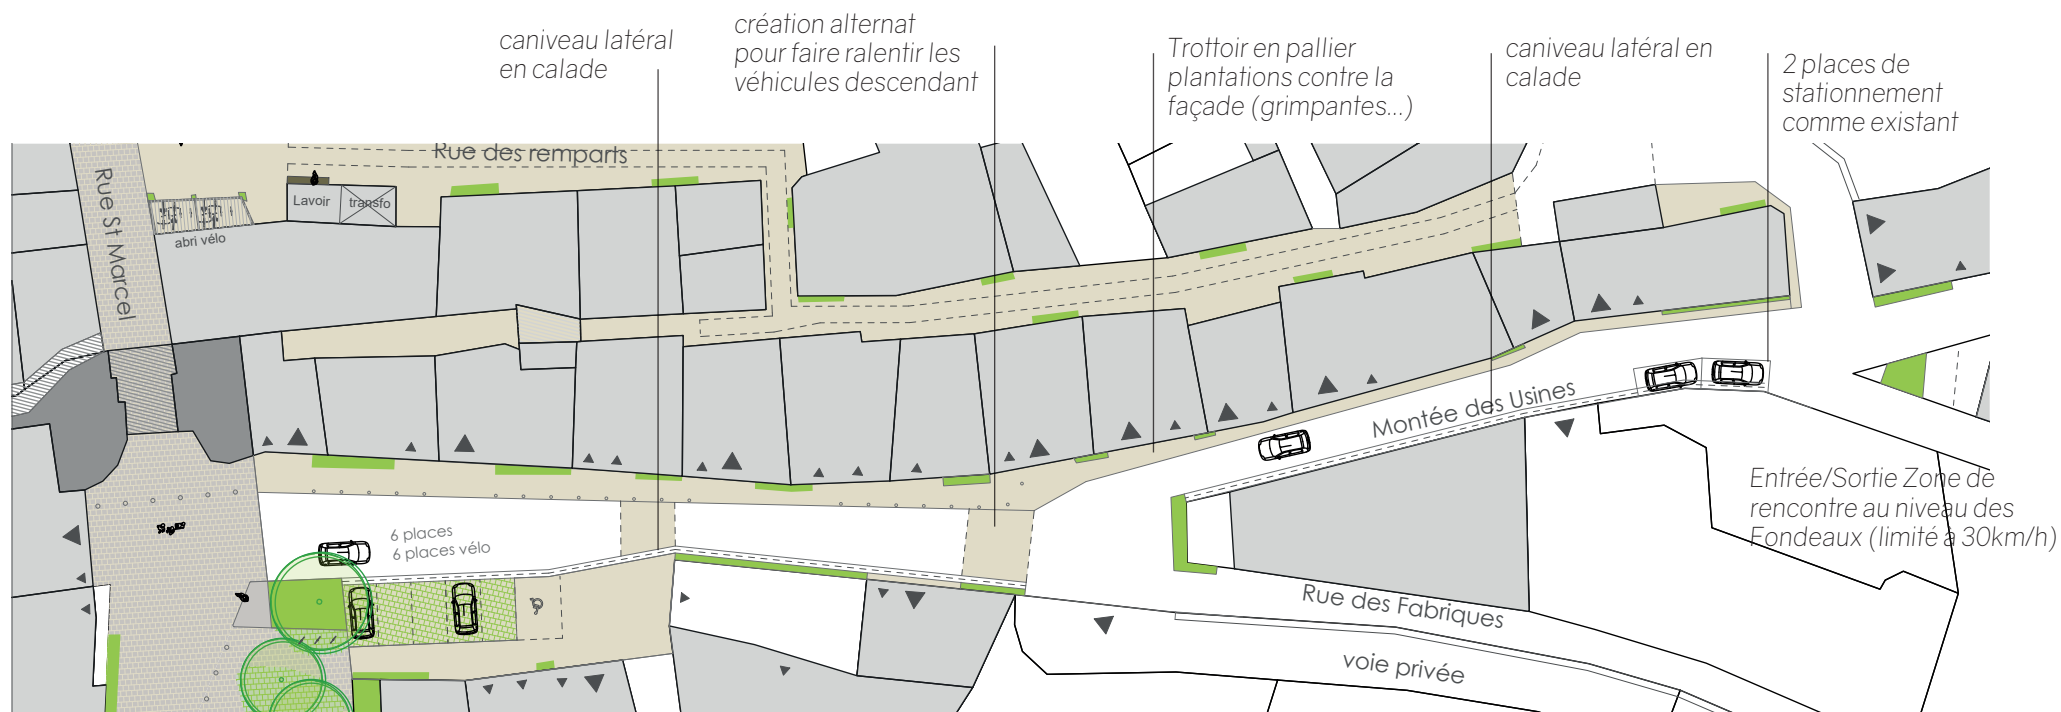 caniveau latéral
en calade
création alternat
pour faire ralentir les
véhicules descendant
Trottoir en pallier
plantations contre la
façade (grimpantes...)
caniveau latéral en
calade
2 places de
stationnement
comme existant
Rue des remparts
Rue St Marcel
Lavoir
transfo
abri vélo
Montée des Usines
6 places
6 places vélo
Entrée/Sortie Zone de
rencontre au niveau des
Fondeaux (limité à 30km/h)
Rue des Fabriques
voie privée